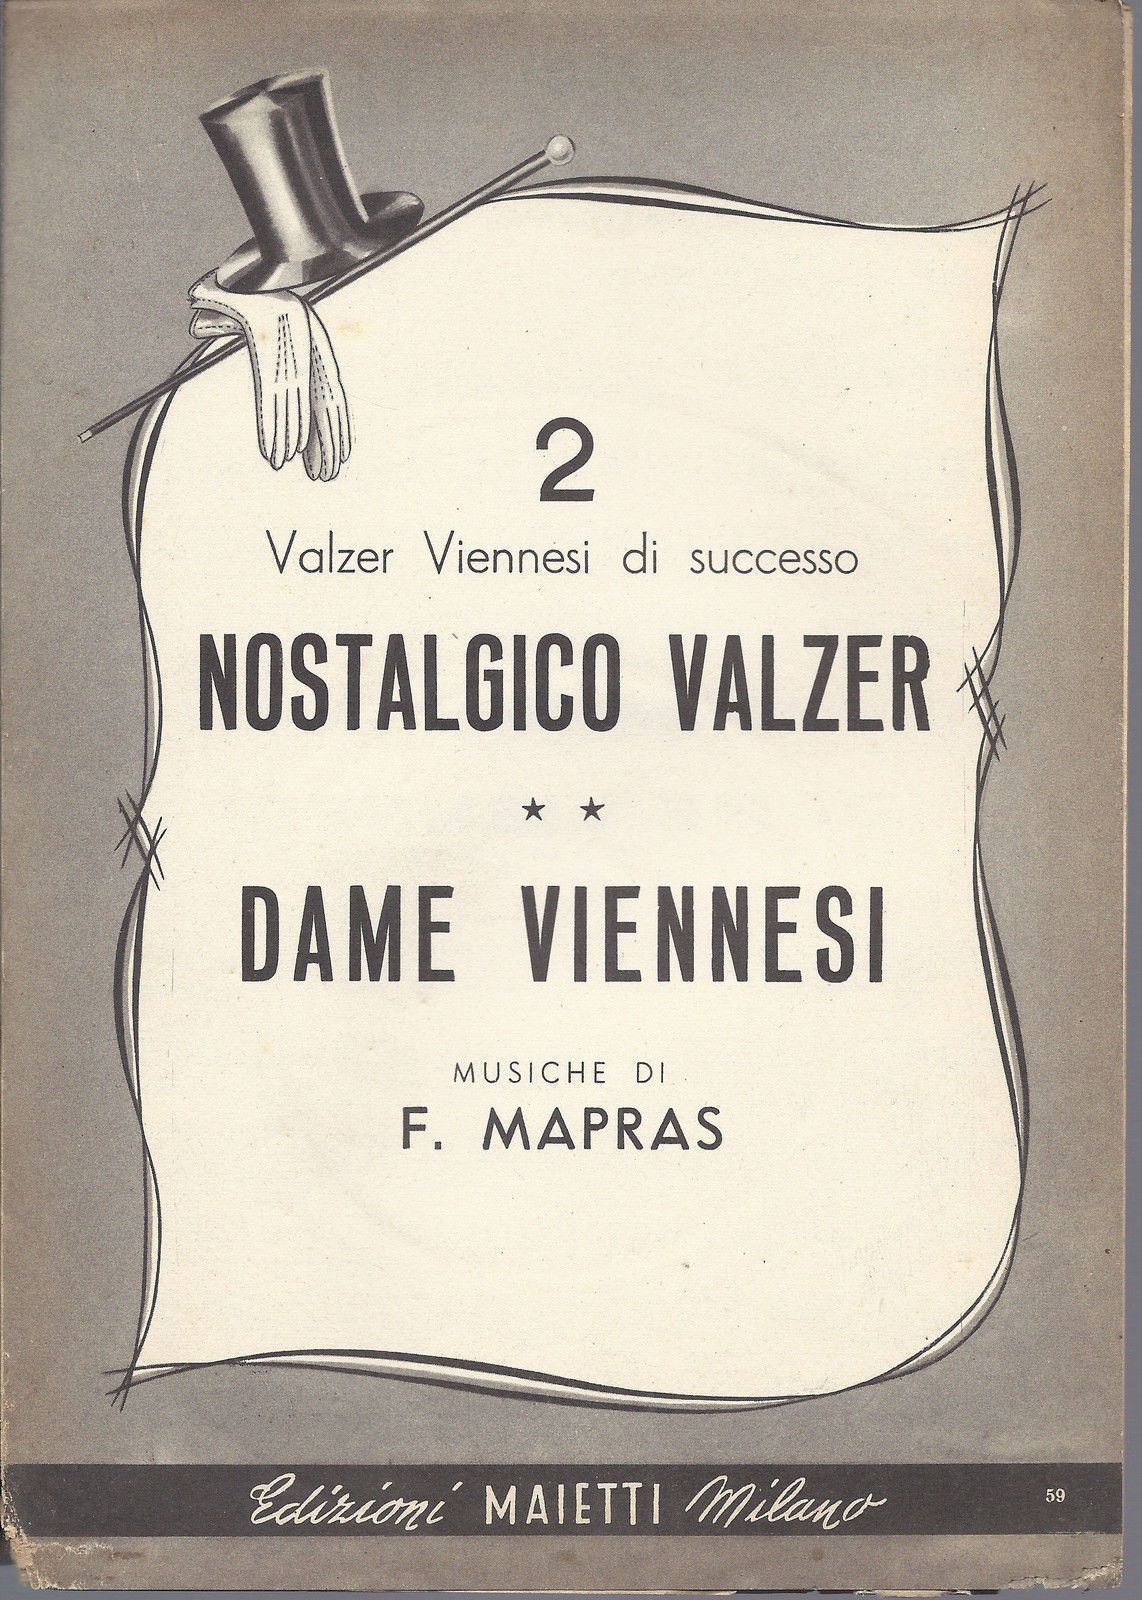 2
Valzer Viennesi di successo
NOSTALGICO VALZER
★ ★
DAME VIENNESI
MUSICHE DI
F. MAPRAS
Edizioni MAIETTI Milano
59